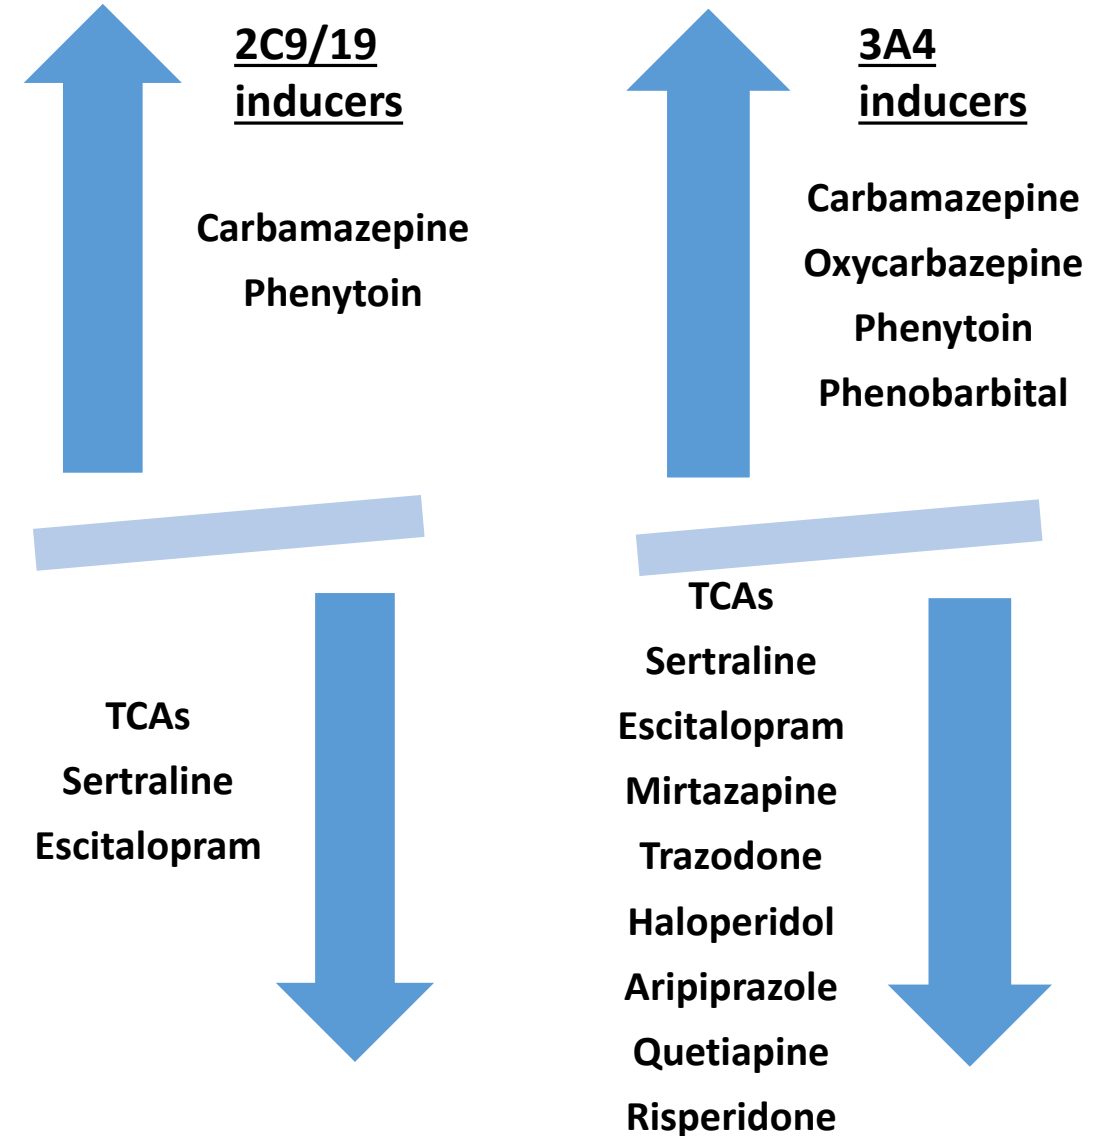 2C9/19
inducers
Carbamazepine
Phenytoin
TCAs
Sertraline
Escitalopram
3A4
inducers
Carbamazepine
Oxycarbazepine
Phenytoin
Phenobarbital
TCAs
Sertraline
Escitalopram
Mirtazapine
Trazodone
Haloperidol
Aripiprazole
Quetiapine
Risperidone